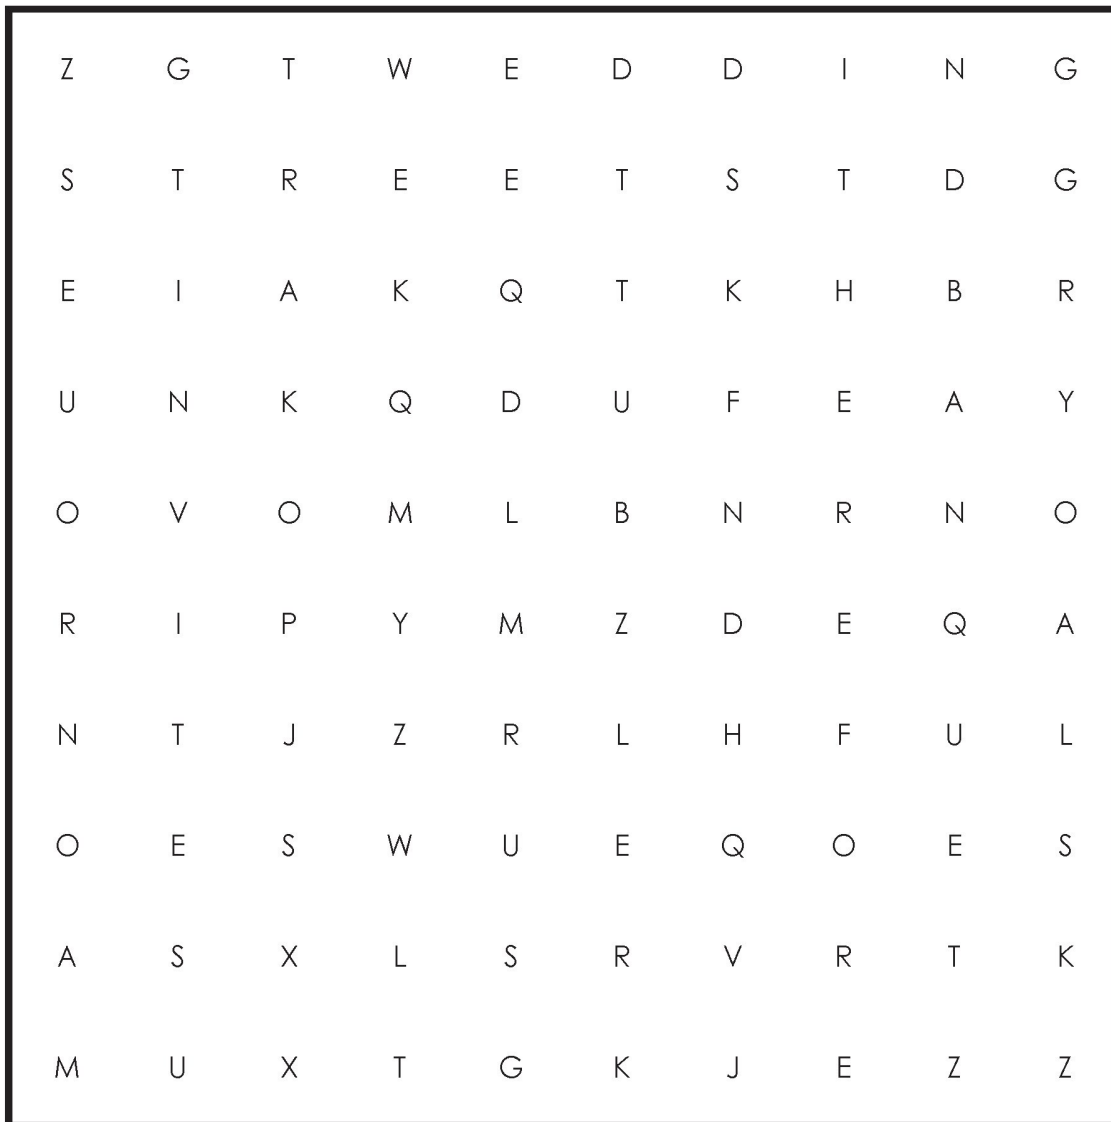 Z G T W E D D I N G
S T R E E T S T D G
E I A K Q T K H B R
U N K Q D U F E A Y
O V O M L B N R N O
R I P Y M Z D E Q A
N T J Z R L H F U L
O E S W U E Q O E S
A S X L S R V R T K
M U X T G K J E Z Z